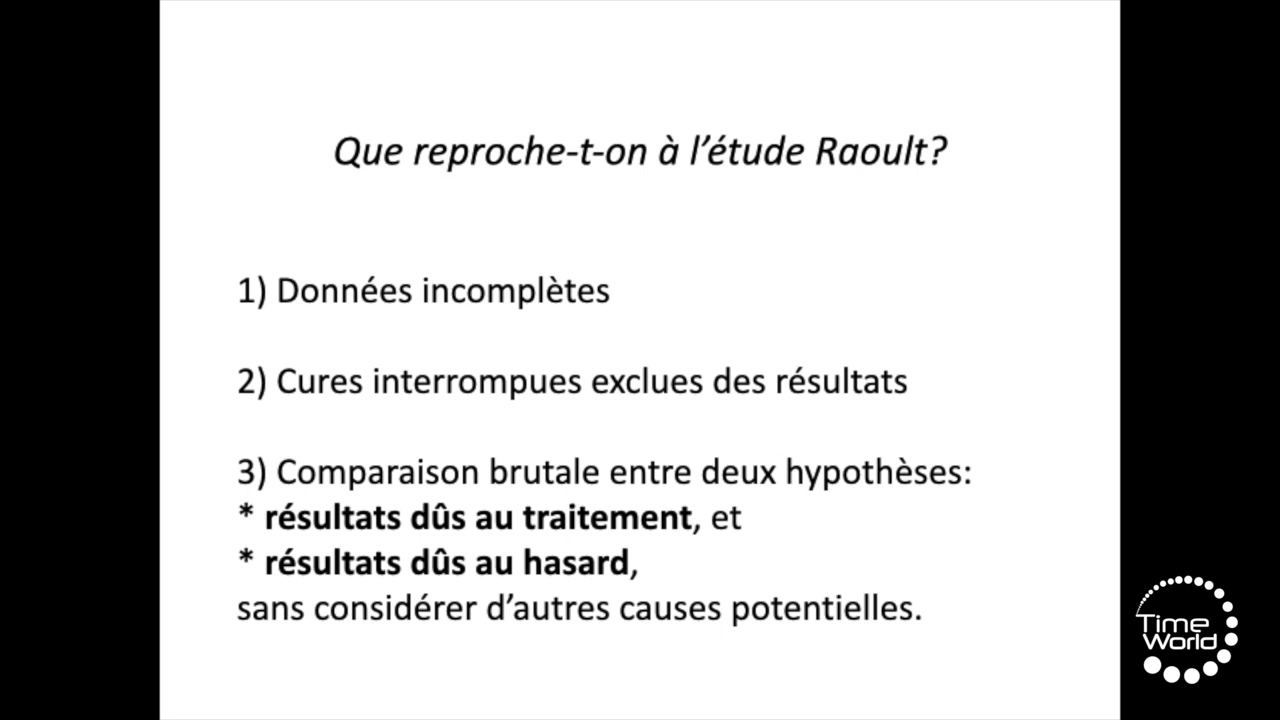 Que reproche-t-on à l’étude Raoult?
1) Données incomplètes
2) Cures interrompues exclues des résultats
3) Comparaison brutale entre deux hypothèses:
* résultats dûs au traitement, et
* résultats dûs au hasard,
sans considérer d’autres causes potentielles.
Time
World